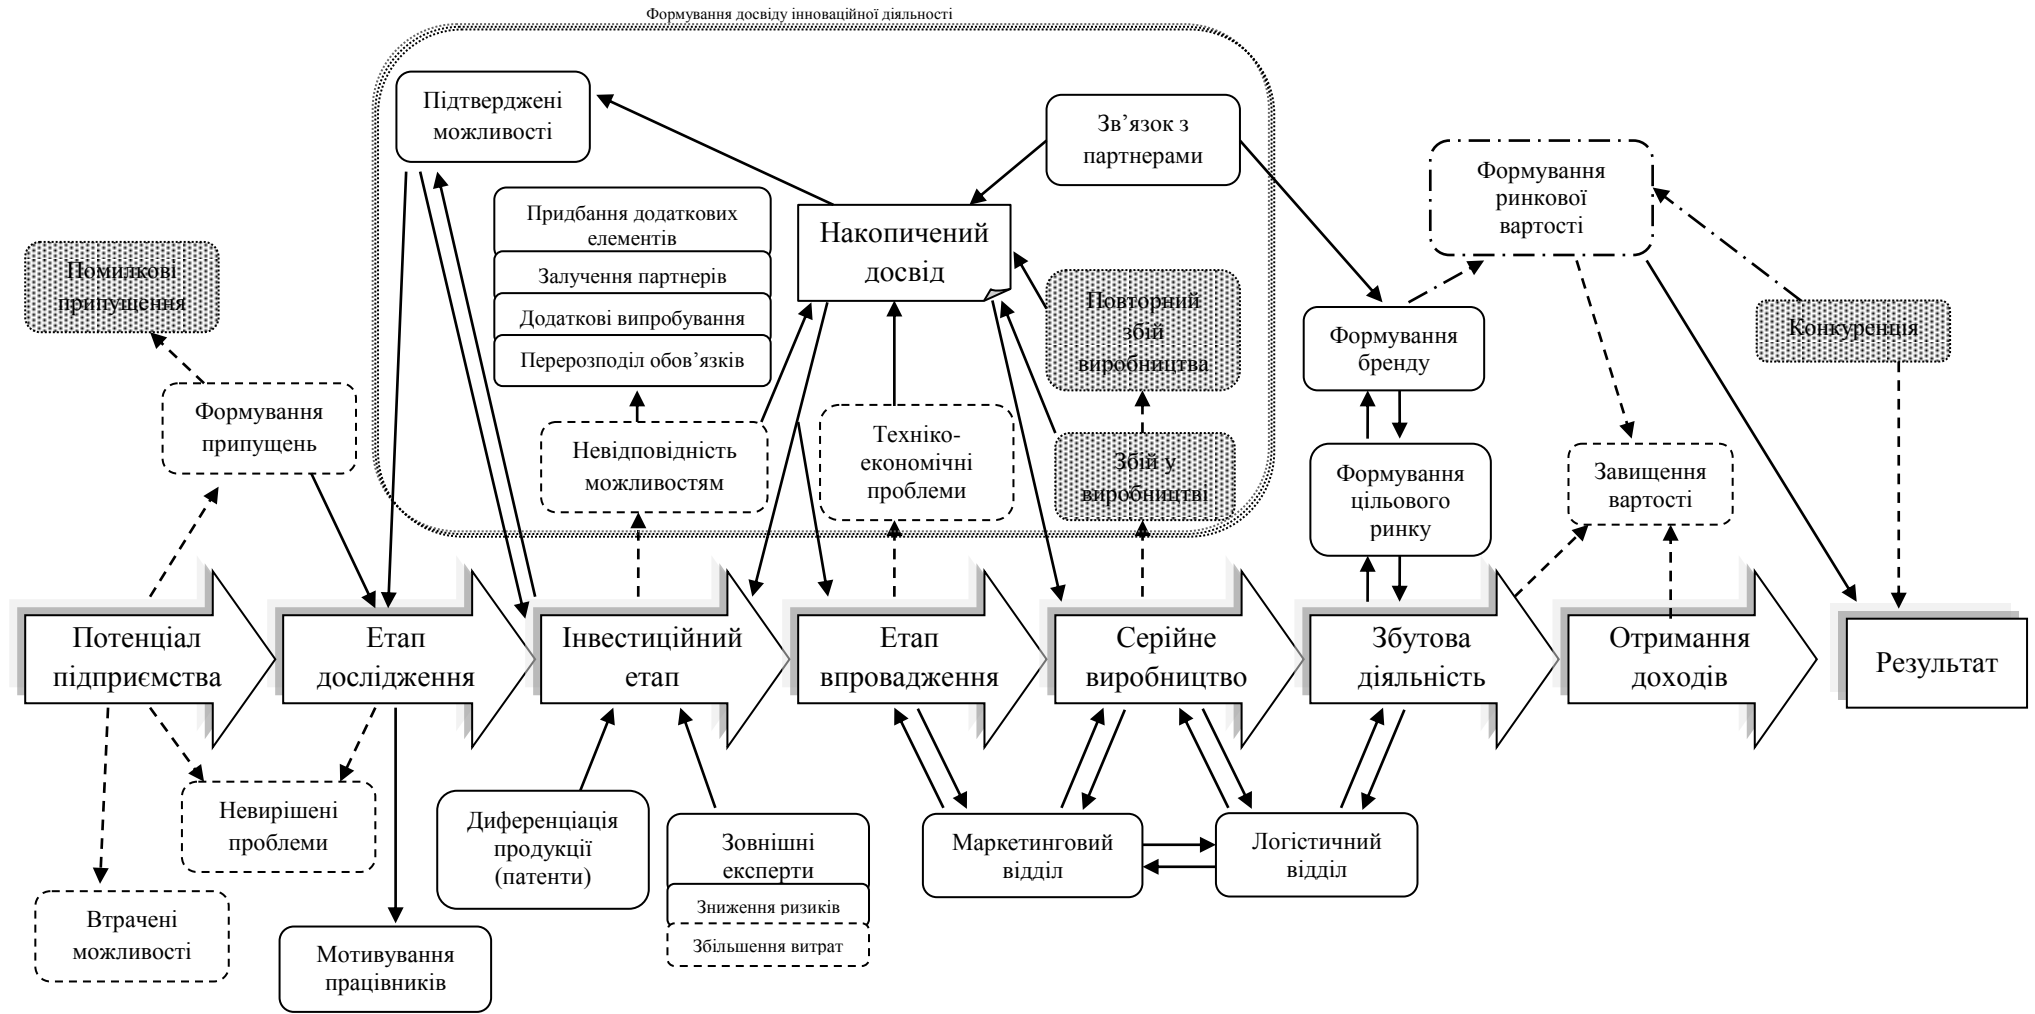 Формування досвіду інноваційної діяльності
Підтверджені
можливості
Зв’язок з
партнерами
Формування
ринкової
вартості
Придбання додаткових
елементів
Залучення партнерів
Додаткові випробування
Перерозподіл обов’язків
Накопичений
досвід
Помилкові
припущення
Повторний
збій
виробництва
Конкуренція
Формування
бренду
Формування
припущень
Невідповідність
можливостям
Техніко-
економічні
проблеми
Збій у
виробництві
Формування
цільового
ринку
Завищення
вартості
Потенціал
підприємства
Етап
дослідження
Інвестиційний
етап
Етап
впровадження
Серійне
виробництво
Збутова
діяльність
Отримання
доходів
Результат
Невирішені
проблеми
Диференціація
продукції
(патенти)
Зовнішні
експерти
Зниження ризиків
Збільшення витрат
Маркетинговий
відділ
Логістичний
відділ
Втрачені
можливості
Мотивування
працівників